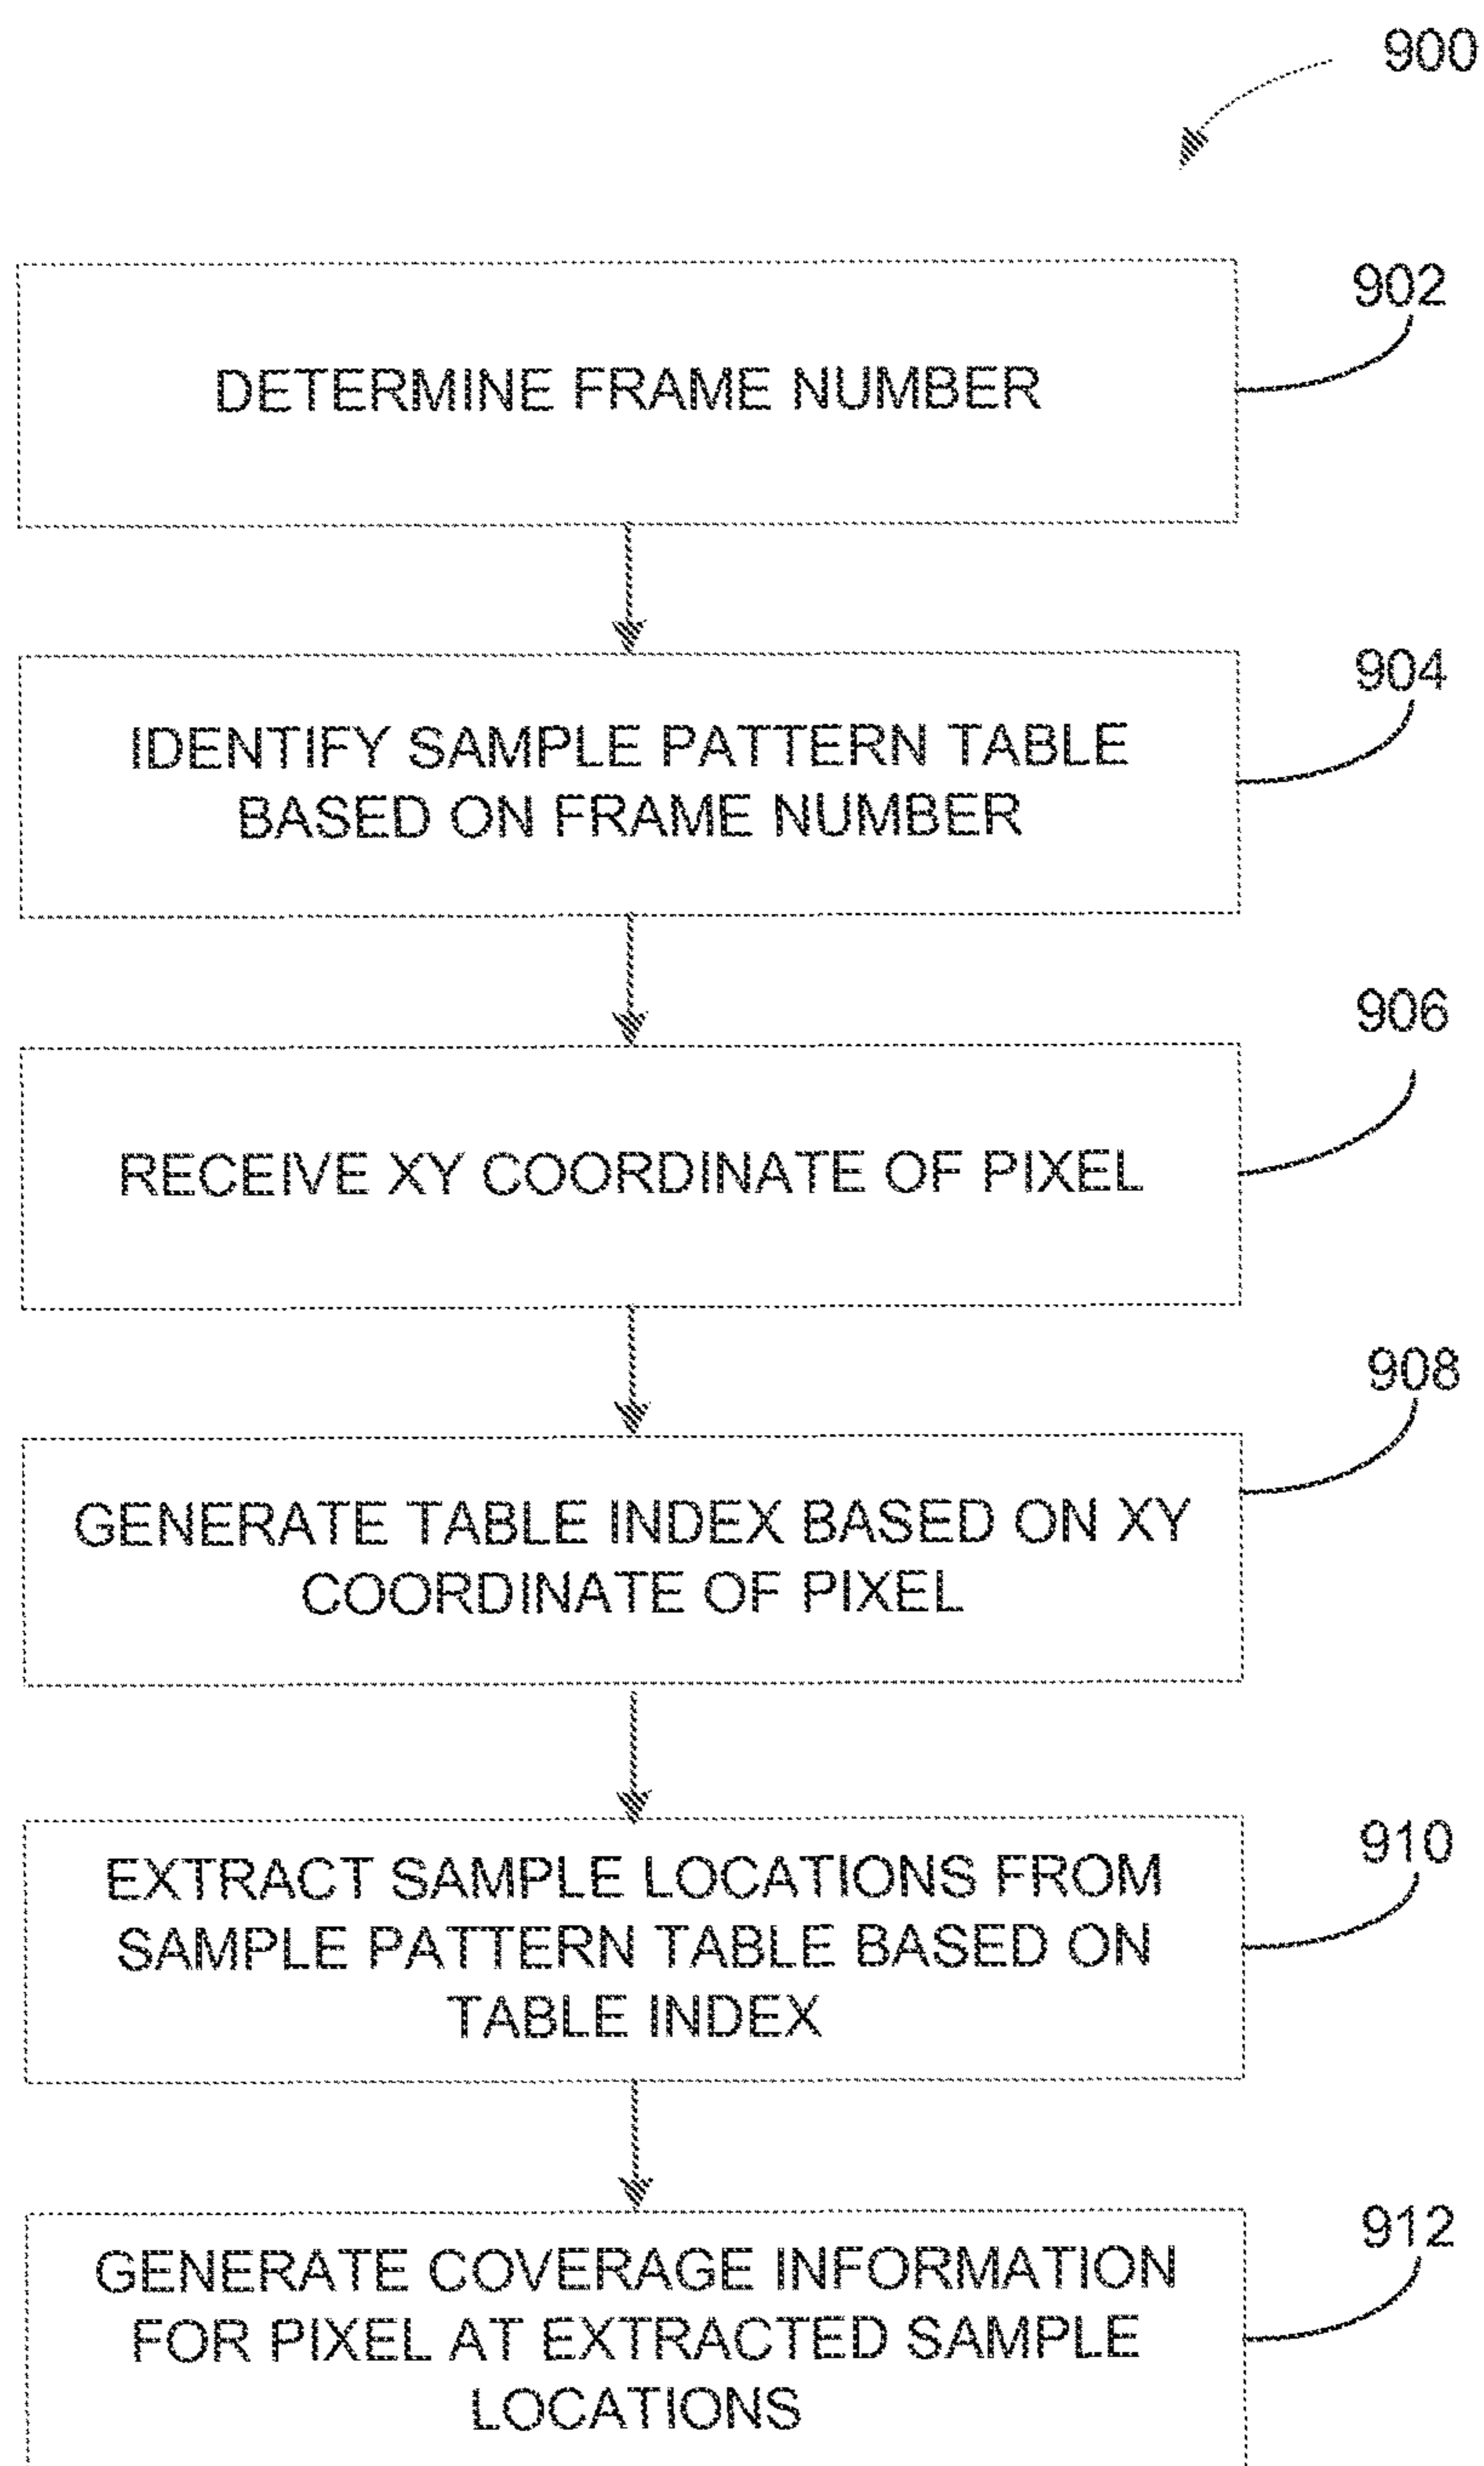 900
902
DETERMINE FRAME NUMBER
904
IDENTIFY SAMPLE PATTERN TABLE
BASED ON FRAME NUMBER
906
RECEIVE XY COORDINATE OF PIXEL
908
GENERATE TABLE INDEX BASED ON XY
COORDINATE OF PIXEL
910
EXTRACT SAMPLE LOCATIONS FROM
SAMPLE PATTERN TABLE BASED ON
TABLE INDEX
912
GENERATE COVERAGE INFORMATION
FOR PIXEL AT EXTRACTED SAMPLE
LOCATIONS